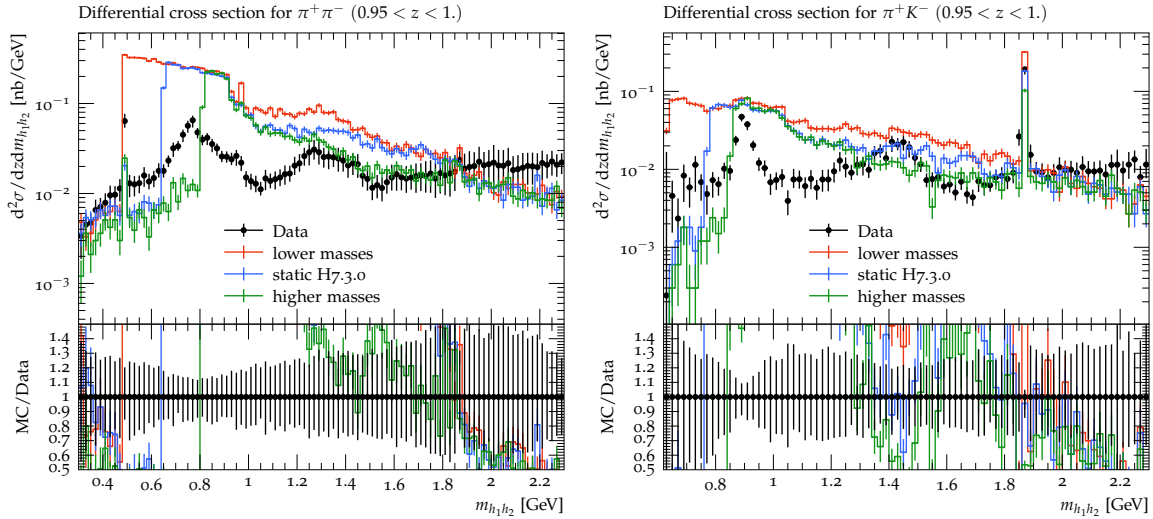 Differential cross section for π⁺π⁻ (0.95 < z < 1.)
d²σ/dzdm_{h₁h₂} [nb/GeV]
10⁻¹
10⁻²
10⁻³
Data
lower masses
static H7.3.0
higher masses
MC/Data
1.4
1.3
1.2
1.1
1
0.9
0.8
0.7
0.6
0.5
0.4 0.6 0.8 1 1.2 1.4 1.6 1.8 2 2.2
m_{h₁h₂} [GeV]
Differential cross section for π⁺K⁻ (0.95 < z < 1.)
d²σ/dzdm_{h₁h₂} [nb/GeV]
10⁻¹
10⁻²
10⁻³
Data
lower masses
static H7.3.0
higher masses
MC/Data
1.4
1.3
1.2
1.1
1
0.9
0.8
0.7
0.6
0.5
0.8 1 1.2 1.4 1.6 1.8 2 2.2
m_{h₁h₂} [GeV]